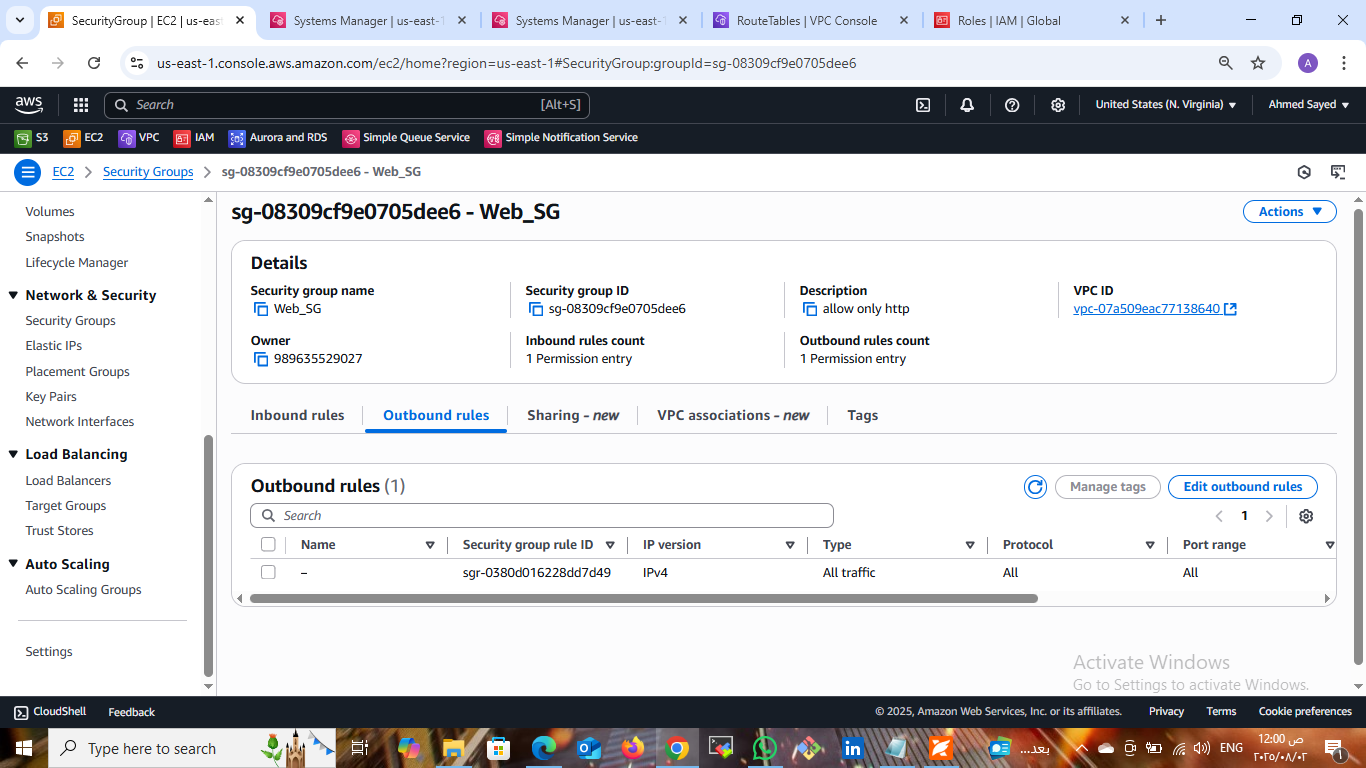 SecurityGroup | EC2 | us-east
Systems Manager | us-east-1
Systems Manager | us-east-1
RouteTables | VPC Console
Roles | IAM | Global
us-east-1.console.aws.amazon.com/ec2/home?region=us-east-1#SecurityGroup:groupId=sg-08309cf9e0705dee6
A
aws
Search
[Alt+S]
United States (N. Virginia)
Ahmed Sayed
S3
EC2
VPC
IAM
Aurora and RDS
Simple Queue Service
Simple Notification Service
EC2 > Security Groups > sg-08309cf9e0705dee6 - Web_SG
Volumes
Snapshots
Lifecycle Manager
Network & Security
Security Groups
Elastic IPs
Placement Groups
Key Pairs
Network Interfaces
Load Balancing
Load Balancers
Target Groups
Trust Stores
Auto Scaling
Auto Scaling Groups
Settings
sg-08309cf9e0705dee6 - Web_SG
Actions
Details
Security group name
Web_SG
Security group ID
sg-08309cf9e0705dee6
Description
allow only http
VPC ID
vpc-07a509eac77138640
Owner
989635529027
Inbound rules count
1 Permission entry
Outbound rules count
1 Permission entry
Inbound rules
Outbound rules
Sharing - new
VPC associations - new
Tags
Outbound rules (1)
Manage tags
Edit outbound rules
Search
1
Name
Security group rule ID
IP version
Type
Protocol
Port range
–
sgr-0380d016228dd7d49
IPv4
All traffic
All
All
Activate Windows
Go to Settings to activate Windows.
CloudShell
Feedback
© 2025, Amazon Web Services, Inc. or its affiliates.
Privacy
Terms
Cookie preferences
Type here to search
بعد...
ENG
12:00 ص
٢٠٢٥/٠٨/٠٢
1